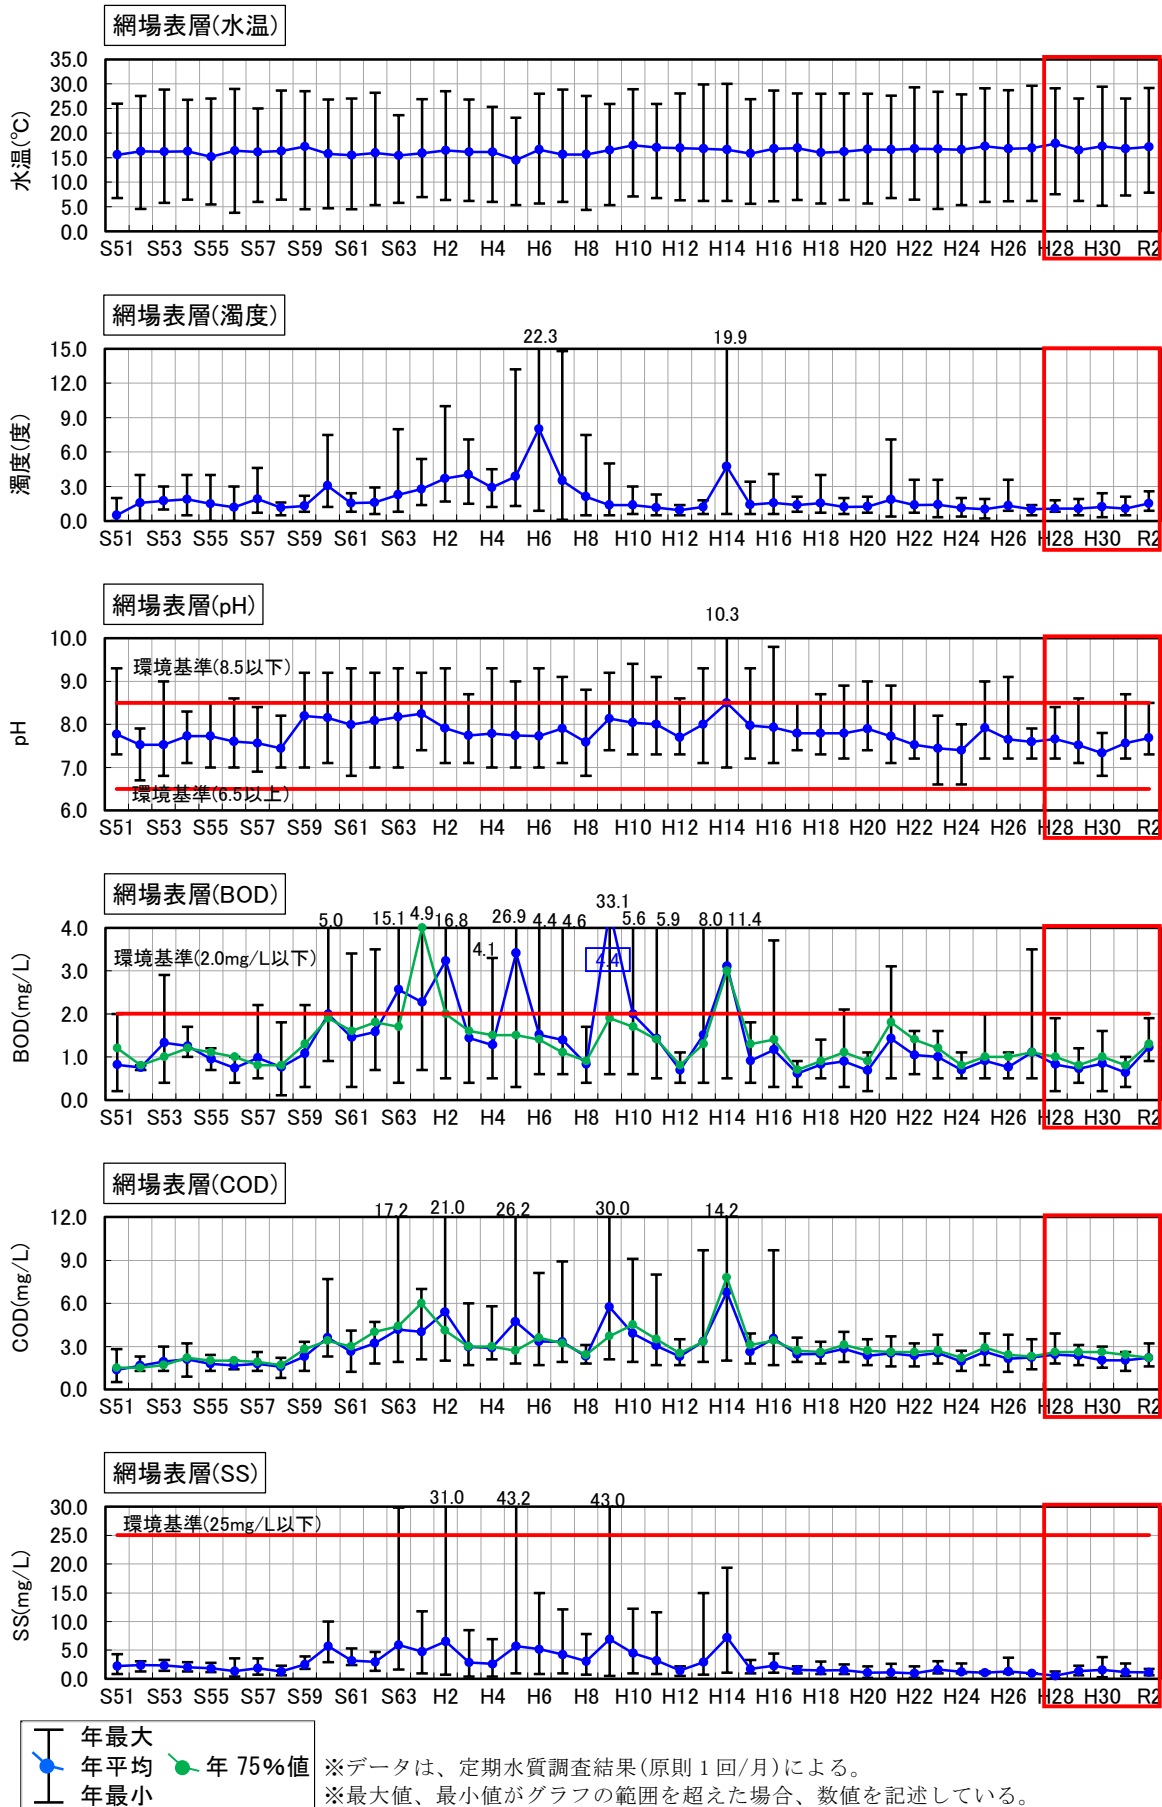 網場表層(水温)
35.0
30.0
25.0
20.0
15.0
10.0
5.0
0.0
水温(℃)
S51 S53 S55 S57 S59 S61 S63 H2 H4 H6 H8 H10 H12 H14 H16 H18 H20 H22 H24 H26 H28 H30 R2
網場表層(濁度)
22.3 19.9
15.0
12.0
9.0
6.0
3.0
0.0
濁度(度)
S51 S53 S55 S57 S59 S61 S63 H2 H4 H6 H8 H10 H12 H14 H16 H18 H20 H22 H24 H26 H28 H30 R2
網場表層(pH)
10.3
10.0
9.0
8.0
7.0
6.0
pH
環境基準(8.5以下)
環境基準(6.5以上)
S51 S53 S55 S57 S59 S61 S63 H2 H4 H6 H8 H10 H12 H14 H16 H18 H20 H22 H24 H26 H28 H30 R2
網場表層(BOD)
5.0 15.1 4.9 16.8 4.1 26.9 4.4 4.6 33.1 5.6 5.9 8.0 11.4
4.4
4.0
3.0
2.0
1.0
0.0
BOD(mg/L)
環境基準(2.0mg/L以下)
S51 S53 S55 S57 S59 S61 S63 H2 H4 H6 H8 H10 H12 H14 H16 H18 H20 H22 H24 H26 H28 H30 R2
網場表層(COD)
17.2 21.0 26.2 30.0 14.2
12.0
9.0
6.0
3.0
0.0
COD(mg/L)
S51 S53 S55 S57 S59 S61 S63 H2 H4 H6 H8 H10 H12 H14 H16 H18 H20 H22 H24 H26 H28 H30 R2
網場表層(SS)
31.0 43.2 43.0
30.0
25.0
20.0
15.0
10.0
5.0
0.0
SS(mg/L)
環境基準(25mg/L以下)
S51 S53 S55 S57 S59 S61 S63 H2 H4 H6 H8 H10 H12 H14 H16 H18 H20 H22 H24 H26 H28 H30 R2
年最大
年平均 年 75%値
年最小
※データは、定期水質調査結果(原則 1 回/月)による。
※最大値、最小値がグラフの範囲を超えた場合、数値を記述している。